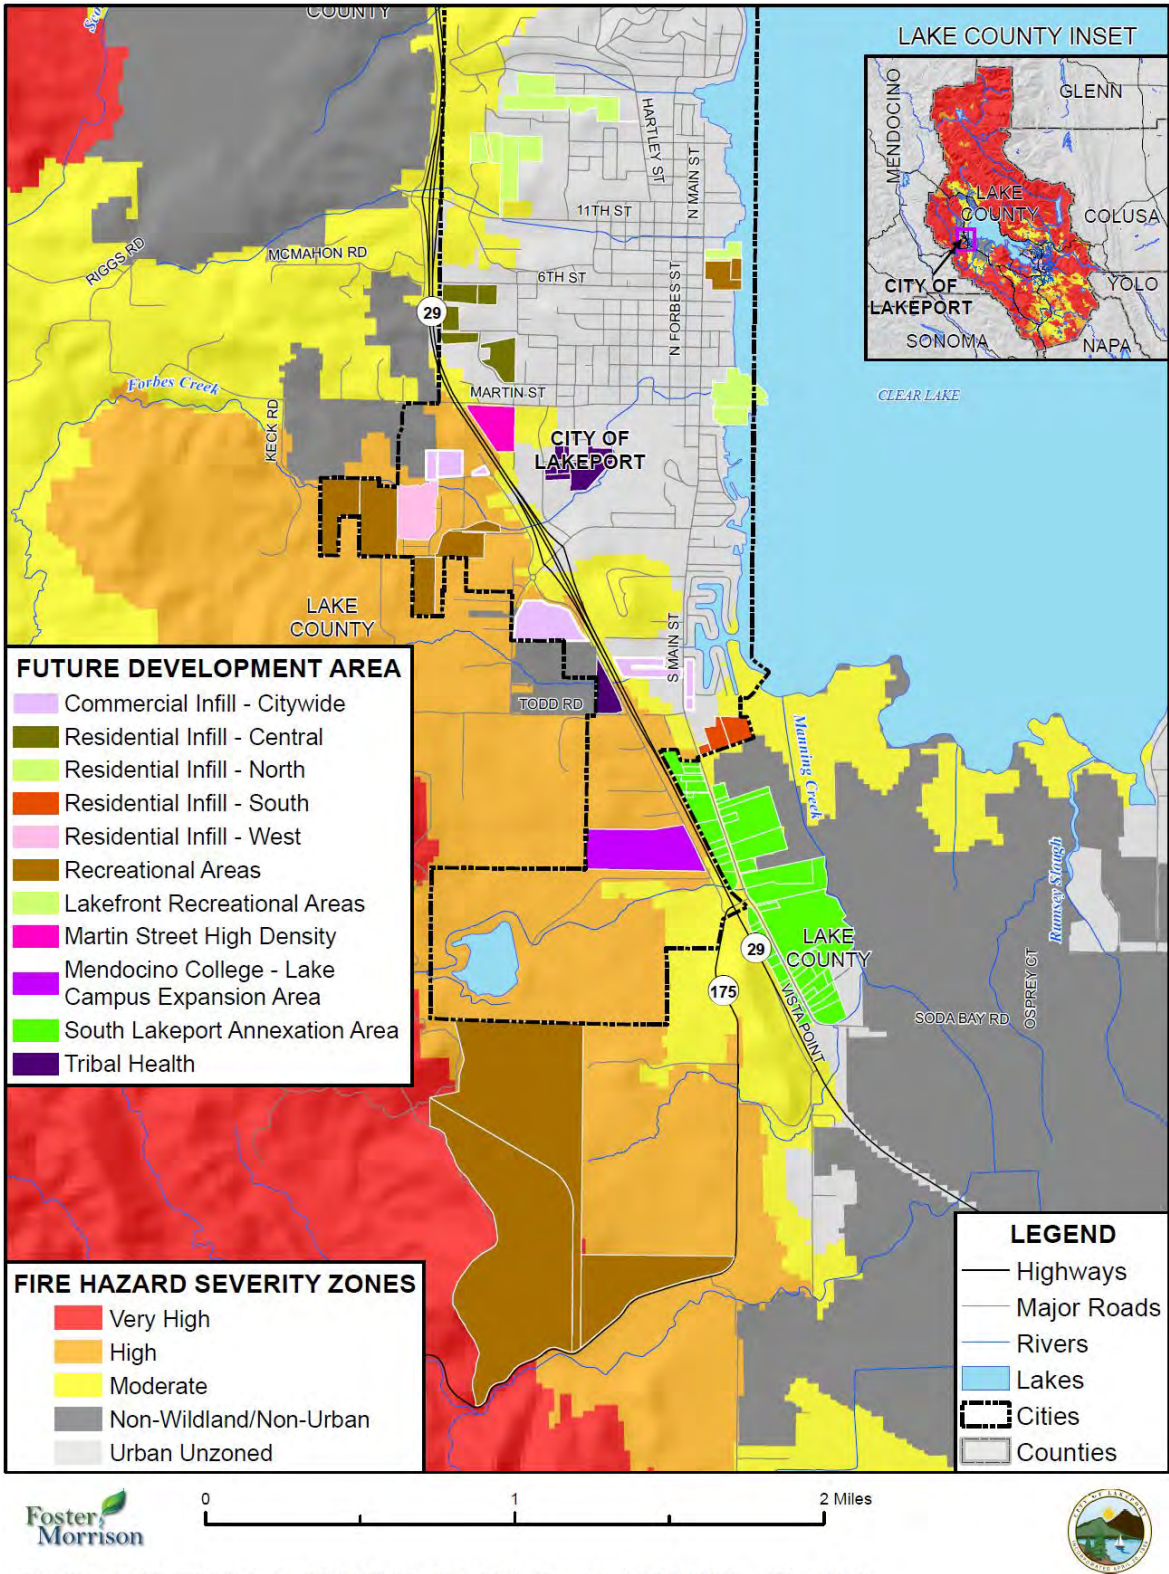 COUNTY
LAKE COUNTY INSET
MENDOCINO
GLENN
LAKE
COUNTY
COLUSA
CITY OF
LAKEPORT
YOLO
SONOMA
NAPA
HARTLEY ST
N MAIN ST
11TH ST
RIGGS RD
MCMAHON RD
6TH ST
29
N FORBES ST
Forbes Creek
MARTIN ST
CLEAR LAKE
KECK RD
CITY OF
LAKEPORT
LAKE
COUNTY
S MAIN ST
TODD RD
Manning Creek
Rumsey Slough
LAKE
COUNTY
29
175
VISTA POINT
SODA BAY RD
OSPREY CT
FUTURE DEVELOPMENT AREA
Commercial Infill - Citywide
Residential Infill - Central
Residential Infill - North
Residential Infill - South
Residential Infill - West
Recreational Areas
Lakefront Recreational Areas
Martin Street High Density
Mendocino College - Lake
Campus Expansion Area
South Lakeport Annexation Area
Tribal Health
FIRE HAZARD SEVERITY ZONES
Very High
High
Moderate
Non-Wildland/Non-Urban
Urban Unzoned
LEGEND
Highways
Major Roads
Rivers
Lakes
Cities
Counties
Foster
Morrison
0
1
2 Miles
CITY OF LAKEPORT